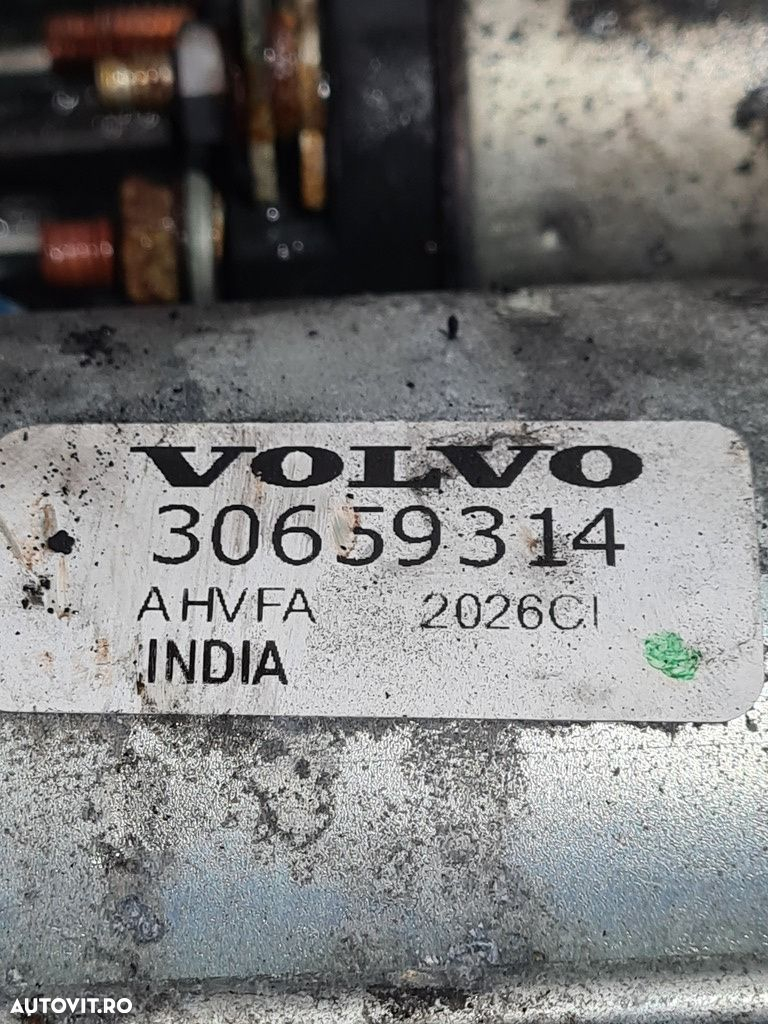 VOLVO
30659314
AHVFA 2026CI
INDIA
AUTOVIT.RO